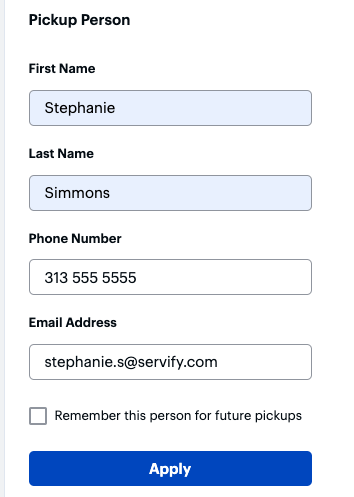 Pickup Person
First Name
Stephanie
Last Name
Simmons
Phone Number
313 555 5555
Email Address
stephanie.s@servify.com
Remember this person for future pickups
Apply